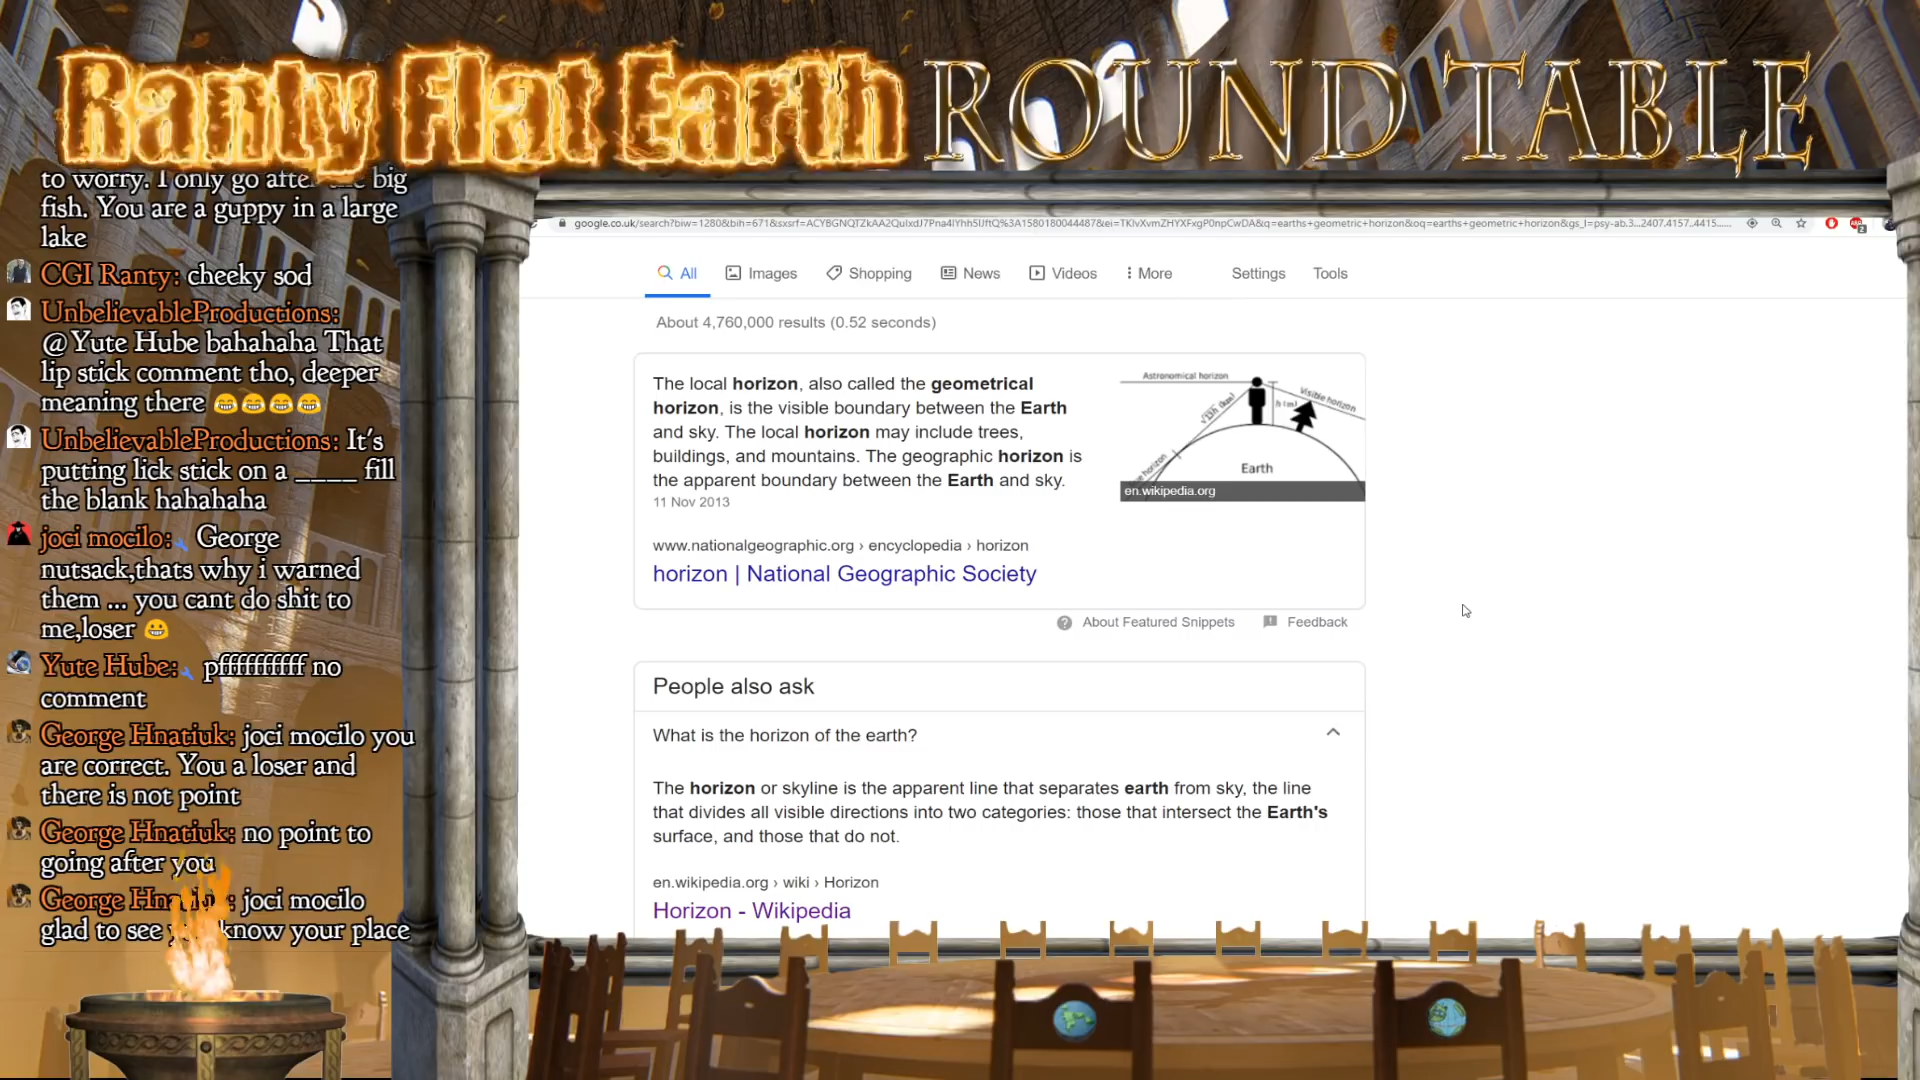 Ranty Flat Earth ROUND TABLE
to worry. I only go after the big
fish. You are a guppy in a large
lake
CGI Ranty: cheeky sod
UnbelievableProductions:
@Yute Hube bahahaha That
lip stick comment tho, deeper
meaning there 😂😂😂😂
UnbelievableProductions: It's
putting lick stick on a ____ fill
the blank hahahaha
joci mocilo: George
nutsack,thats why i warned
them ... you cant do shit to
me,loser 😀
Yute Hube: pffffffffff no
comment
George Hnatiuk: joci mocilo you
are correct. You a loser and
there is not point
George Hnatiuk: no point to
going after you
George Hnatiuk: joci mocilo
glad to see you know your place
All
Images
Shopping
News
Videos
More
Settings
Tools
About 4,760,000 results (0.52 seconds)
The local horizon, also called the geometrical
horizon, is the visible boundary between the Earth
and sky. The local horizon may include trees,
buildings, and mountains. The geographic horizon is
the apparent boundary between the Earth and sky.
11 Nov 2013
Astronomical horizon
Visible horizon
h (m)
horizon
Earth
en.wikipedia.org
www.nationalgeographic.org › encyclopedia › horizon
horizon | National Geographic Society
About Featured Snippets
Feedback
People also ask
What is the horizon of the earth?
The horizon or skyline is the apparent line that separates earth from sky, the line
that divides all visible directions into two categories: those that intersect the Earth's
surface, and those that do not.
en.wikipedia.org › wiki › Horizon
Horizon - Wikipedia